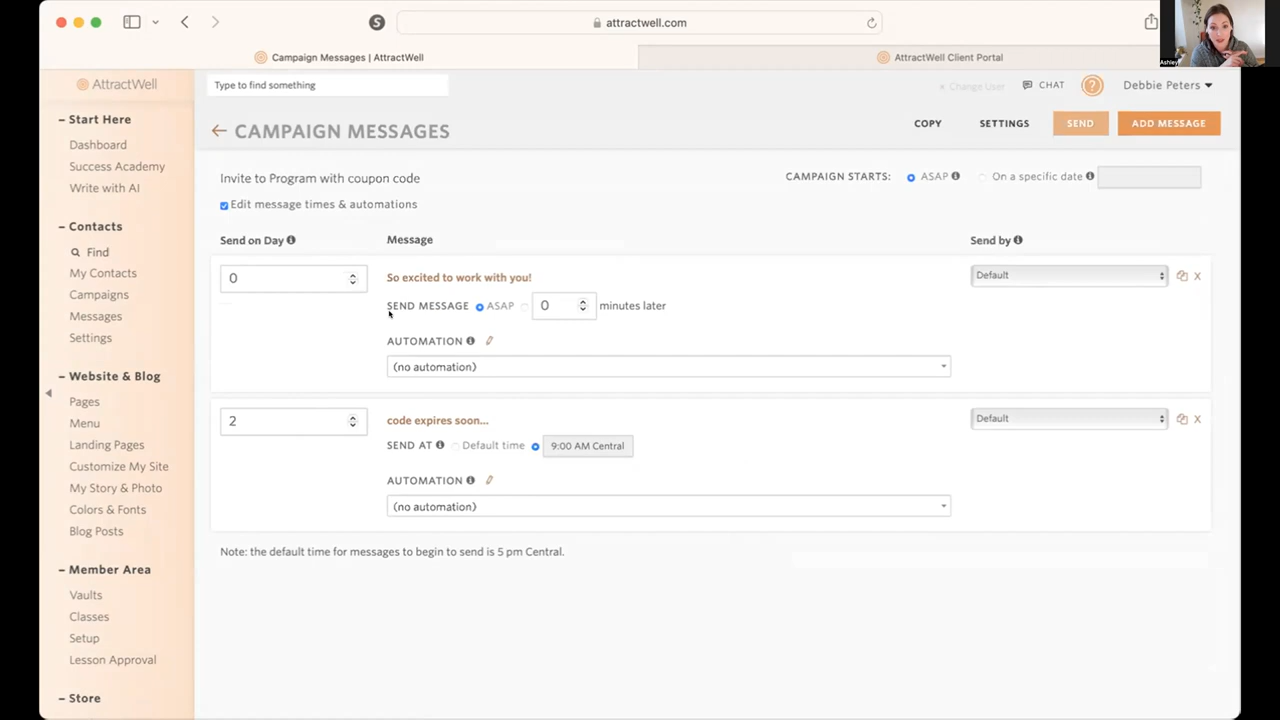 attractwell.com
Ashley
Campaign Messages | AttractWell
AttractWell Client Portal
AttractWell
Type to find something
Change User
CHAT
?
Debbie Peters
CAMPAIGN MESSAGES
COPY
SETTINGS
SEND
ADD MESSAGE
– Start Here
Dashboard
Success Academy
Write with AI
– Contacts
Find
My Contacts
Campaigns
Messages
Settings
– Website & Blog
Pages
Menu
Landing Pages
Customize My Site
My Story & Photo
Colors & Fonts
Blog Posts
– Member Area
Vaults
Classes
Setup
Lesson Approval
– Store
Invite to Program with coupon code
CAMPAIGN STARTS: ASAP On a specific date
Edit message times & automations
Send on Day
Message
Send by
0
So excited to work with you!
Default
X
SEND MESSAGE ASAP 0 minutes later
AUTOMATION
(no automation)
2
code expires soon...
Default
X
SEND AT Default time 9:00 AM Central
AUTOMATION
(no automation)
Note: the default time for messages to begin to send is 5 pm Central.